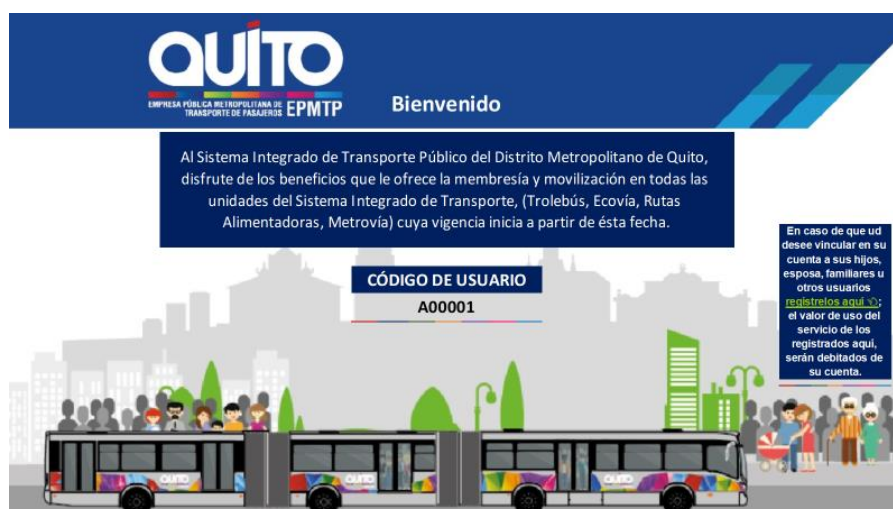 QUITO
EMPRESA PÚBLICA METROPOLITANA DE
TRANSPORTE DE PASAJEROS EPMTP
Bienvenido
Al Sistema Integrado de Transporte Público del Distrito Metropolitano de Quito,
disfrute de los beneficios que le ofrece la membresía y movilización en todas las
unidades del Sistema Integrado de Transporte, (Trolebús, Ecovía, Rutas
Alimentadoras, Metrovía) cuya vigencia inicia a partir de ésta fecha.
En caso de que ud
desee vincular en su
cuenta a sus hijos,
esposa, familiares u
otros usuarios
registrelos aqui ;
el valor de uso del
servicio de los
registrados aqui,
serán debitados de
su cuenta.
CÓDIGO DE USUARIO
A00001
QUITO
QUITO
QUITO